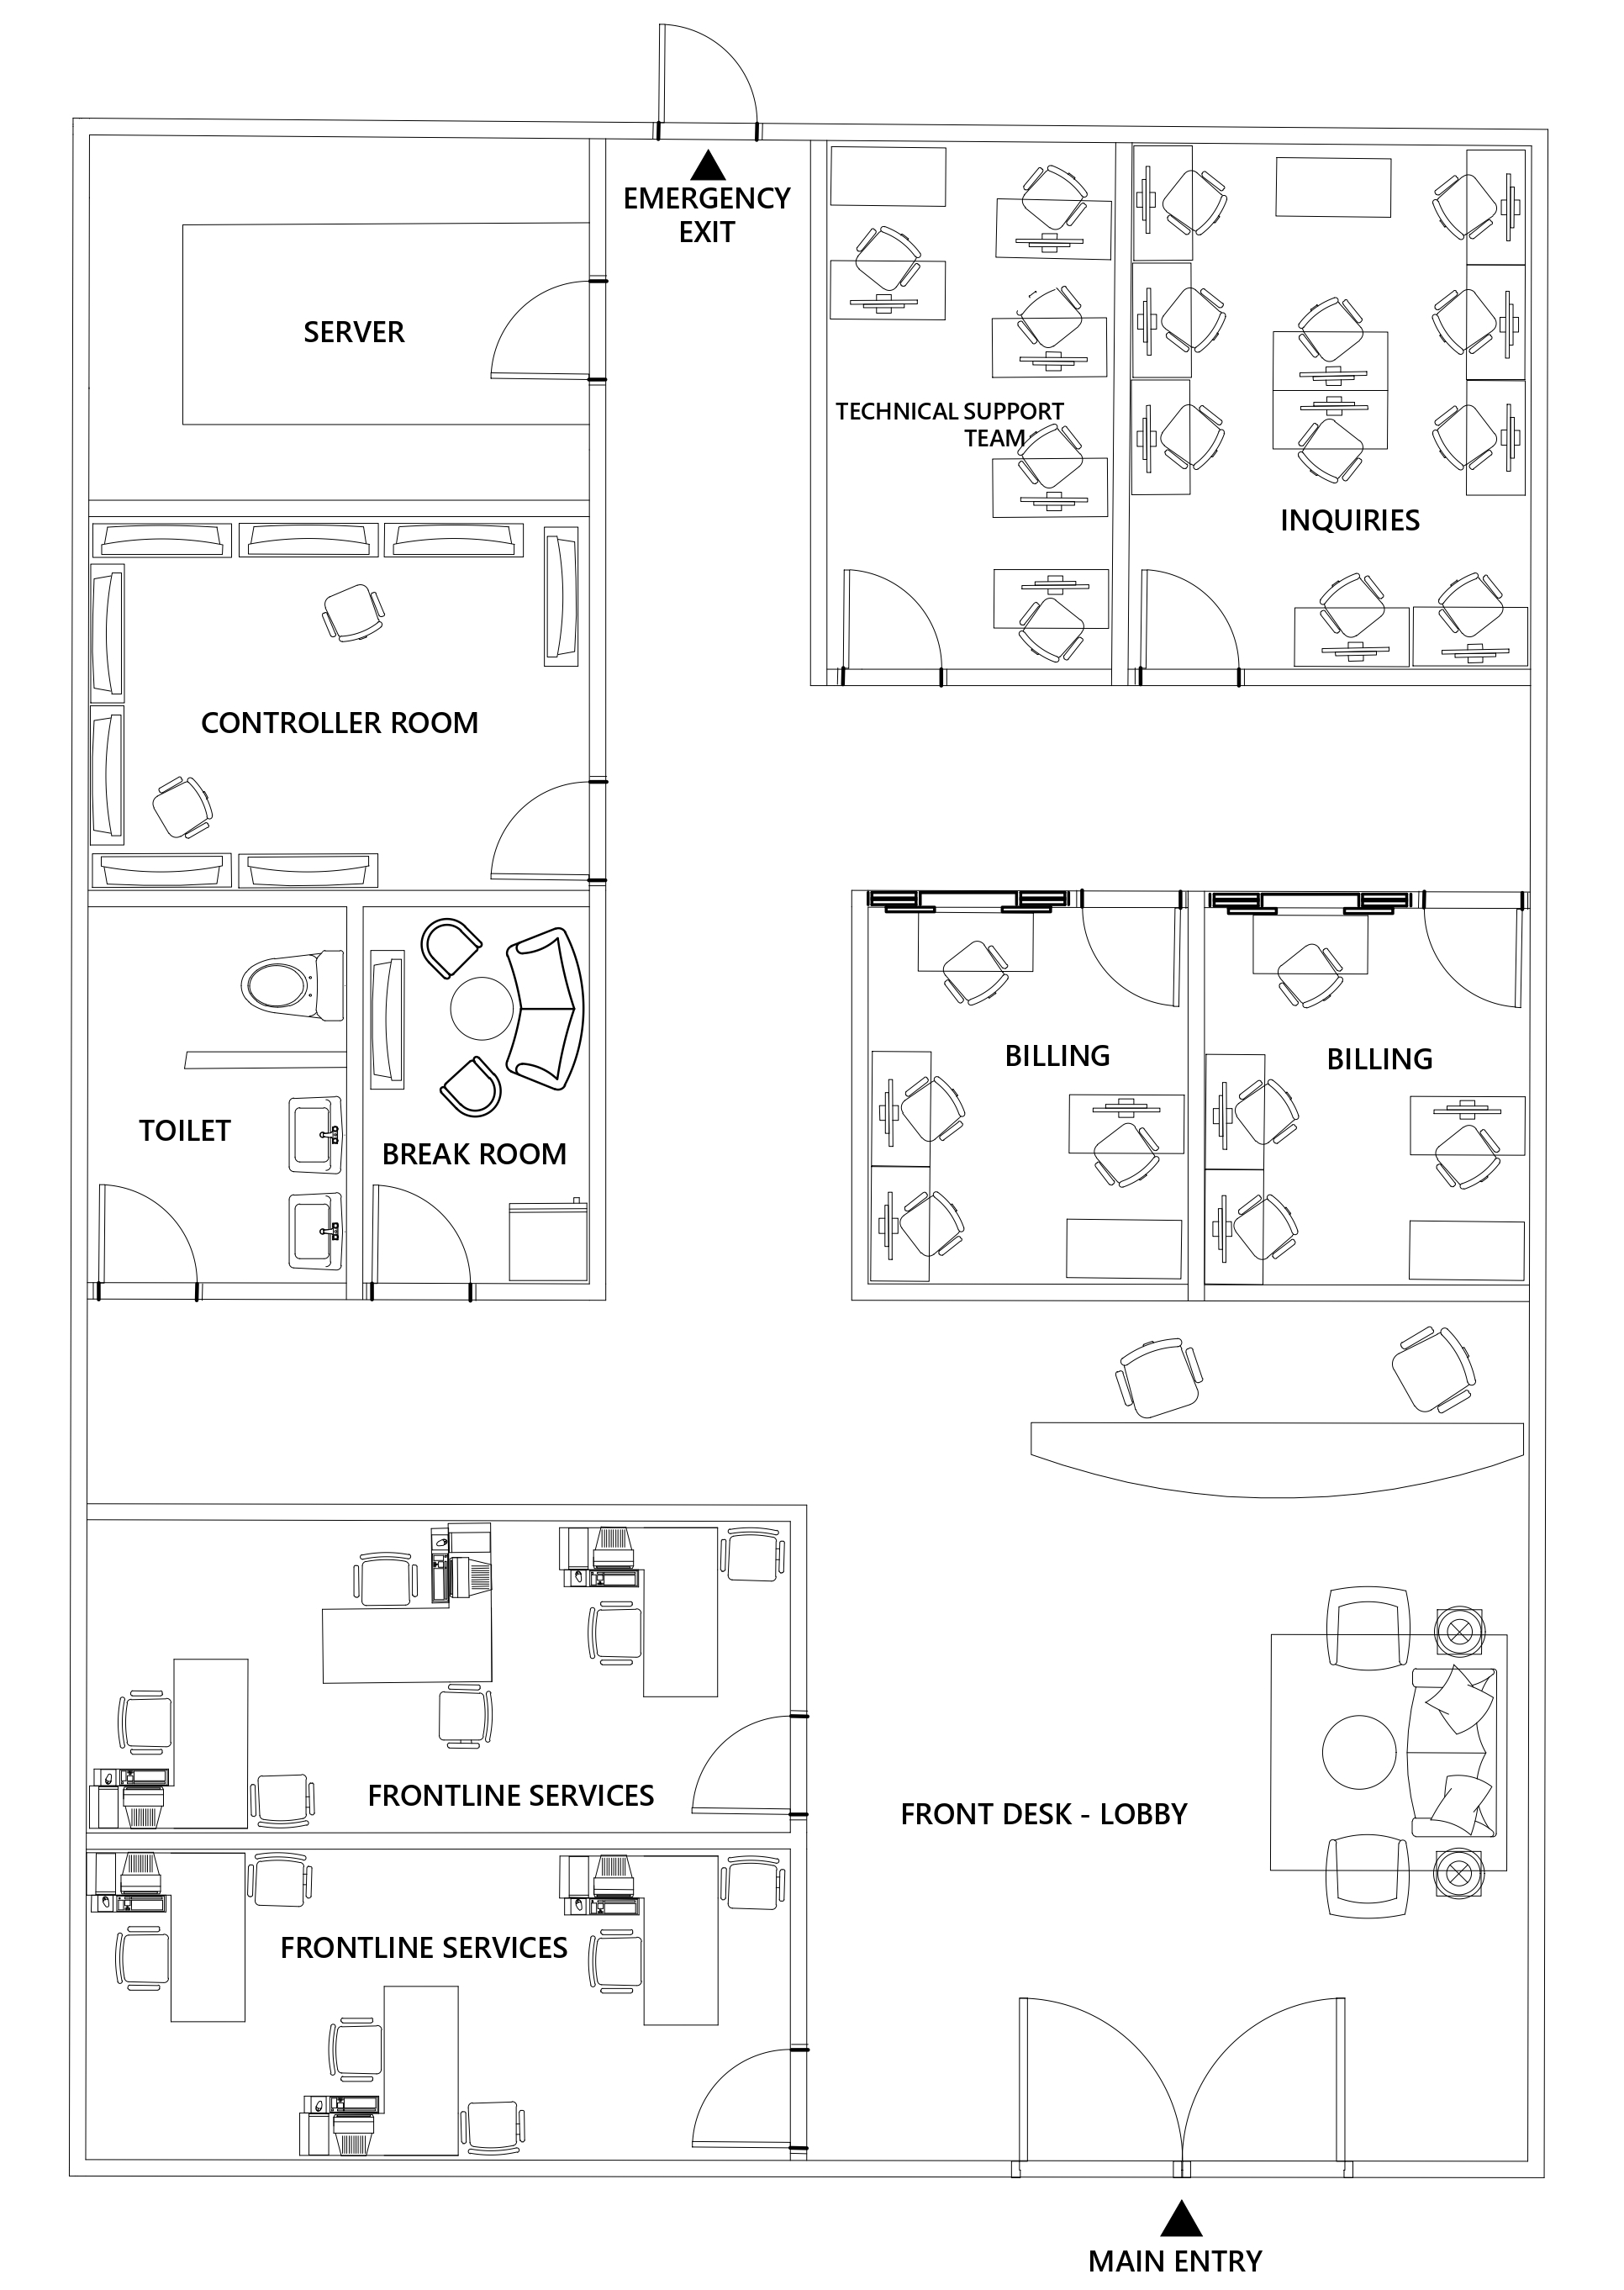 EMERGENCY
EXIT
SERVER
TECHNICAL SUPPORT
TEAM
INQUIRIES
CONTROLLER ROOM
BILLING
BILLING
TOILET
BREAK ROOM
FRONTLINE SERVICES
FRONT DESK - LOBBY
FRONTLINE SERVICES
MAIN ENTRY